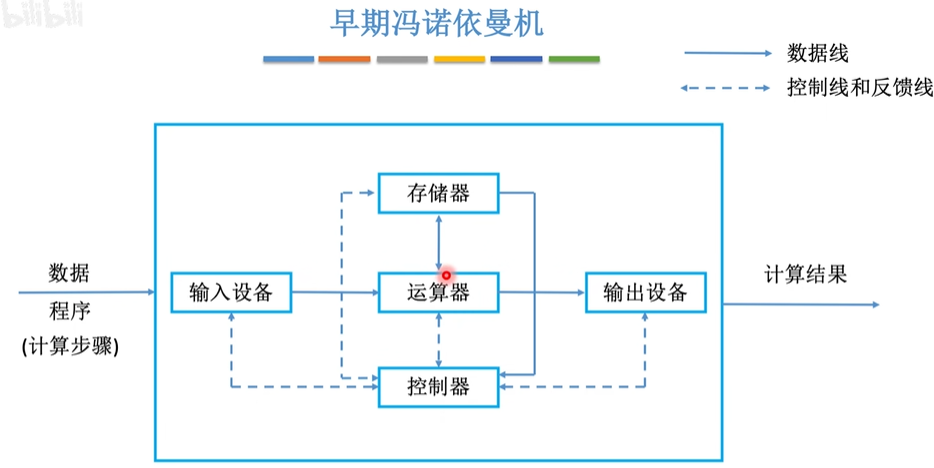 bilibili
早期冯诺依曼机
数据线
控制线和反馈线
存储器
数据
程序
(计算步骤)
输入设备
运算器
输出设备
计算结果
控制器